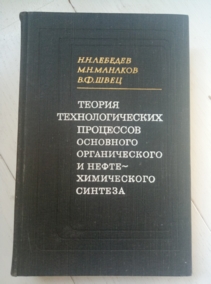 Н.Н.ЛЕБЕДЕВ
М.Н.МАНАКОВ
В.Ф.ШВЕЦ
ТЕОРИЯ
ТЕХНОЛОГИЧЕСКИХ
ПРОЦЕССОВ
ОСНОВНОГО
ОРГАНИЧЕСКОГО
И НЕФТЕ-
ХИМИЧЕСКОГО
СИНТЕЗА